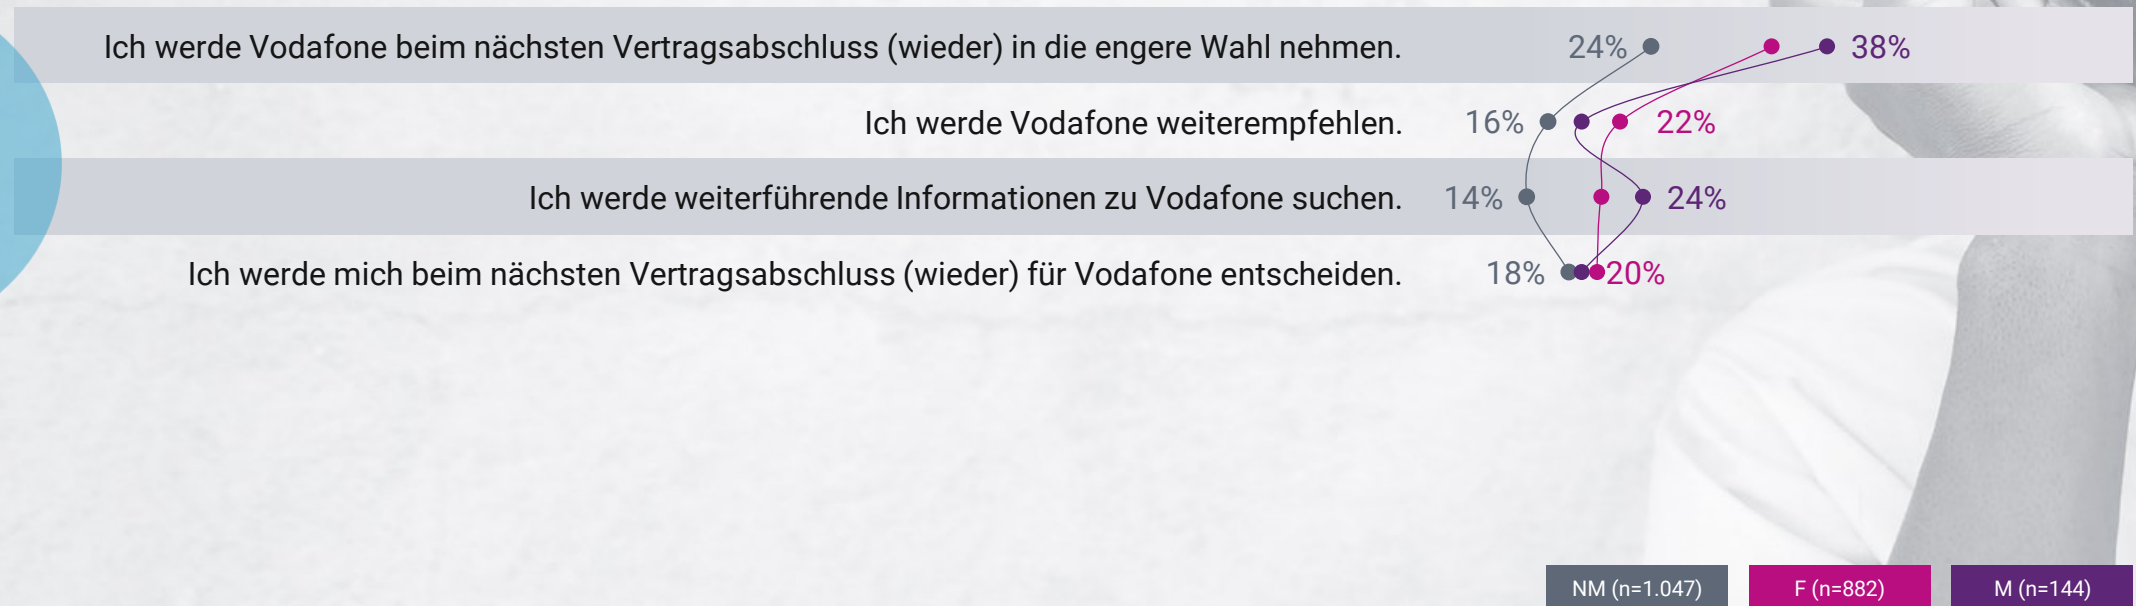 Ich werde Vodafone beim nächsten Vertragsabschluss (wieder) in die engere Wahl nehmen. 24% 38%
Ich werde Vodafone weiterempfehlen. 16% 22%
Ich werde weiterführende Informationen zu Vodafone suchen. 14% 24%
Ich werde mich beim nächsten Vertragsabschluss (wieder) für Vodafone entscheiden. 18% 20%
NM (n=1.047) F (n=882) M (n=144)